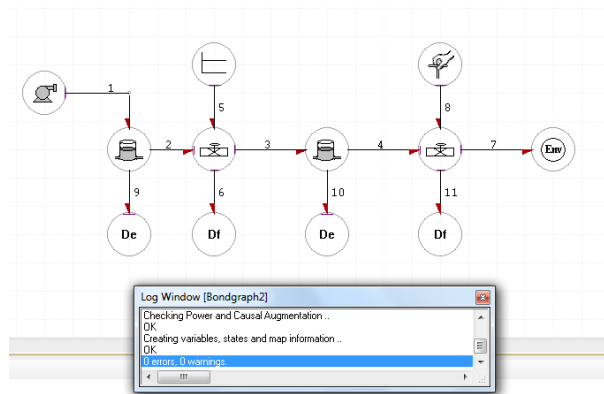 1
5
8
2
3
4
7
Env
9
6
10
11
De
Df
De
Df
Log Window [Bondgraph2]
Checking Power and Causal Augmentation ..
OK
Creating variables, states and map information ..
OK
0 errors, 0 warnings.